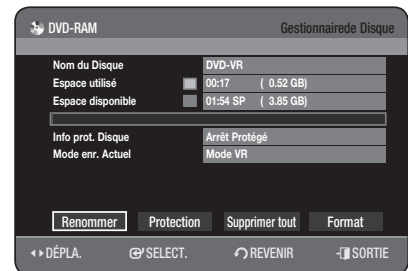 DVD-RAM Gestionnairede Disque
Nom du Disque DVD-VR
Espace utilisé 00:17 ( 0.52 GB)
Espace disponible 01:54 SP ( 3.85 GB)
Info prot. Disque Arrêt Protégé
Mode enr. Actuel Mode VR
Renommer Protection Supprimer tout Format
DÉPLA. SELECT. REVENIR SORTIE